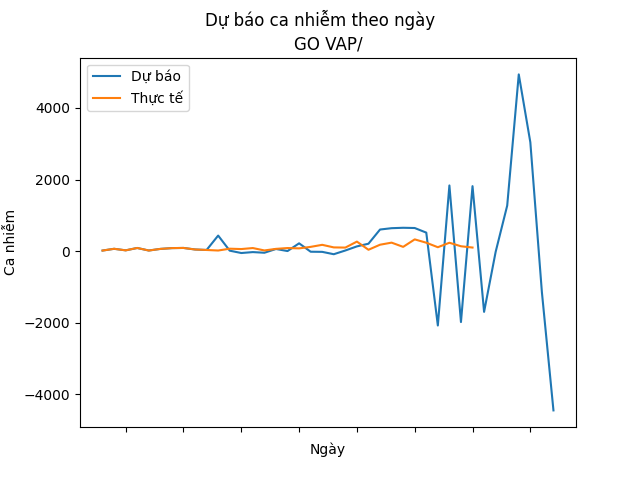 Dự báo ca nhiễm theo ngày
GO VAP/
Dự báo
Thực tế
4000
2000
0
−2000
−4000
Ca nhiễm
Ngày